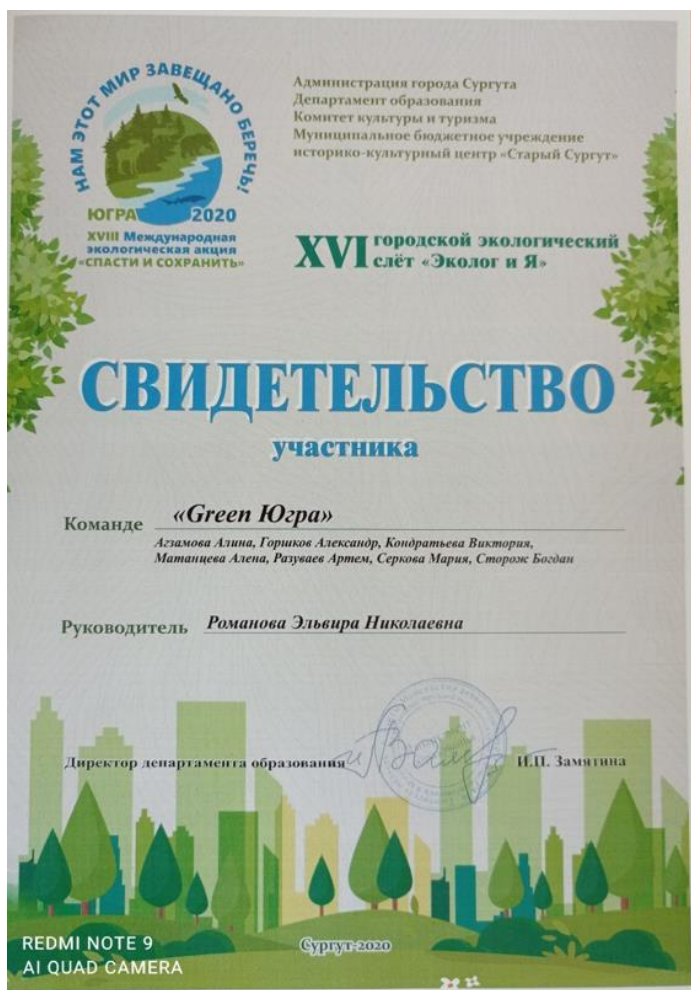 НАМ ЭТОТ МИР ЗАВЕЩАНО БЕРЕЧЬ!
ЮГРА 2020
XVIII Международная
экологическая акция
«СПАСТИ И СОХРАНИТЬ»
Администрация города Сургута
Департамент образования
Комитет культуры и туризма
Муниципальное бюджетное учреждение
историко-культурный центр «Старый Сургут»
XVI городской экологический
слёт «Эколог и Я»
СВИДЕТЕЛЬСТВО
участника
Команде «Green Югра»
Агзамова Алина, Горшков Александр, Кондратьева Виктория,
Матанцева Алена, Разуваев Артем, Серкова Мария, Сторож Богдан
Руководитель Романова Эльвира Николаевна
Директор департамента образования И.П. Замятина
Сургут-2020
REDMI NOTE 9
AI QUAD CAMERA